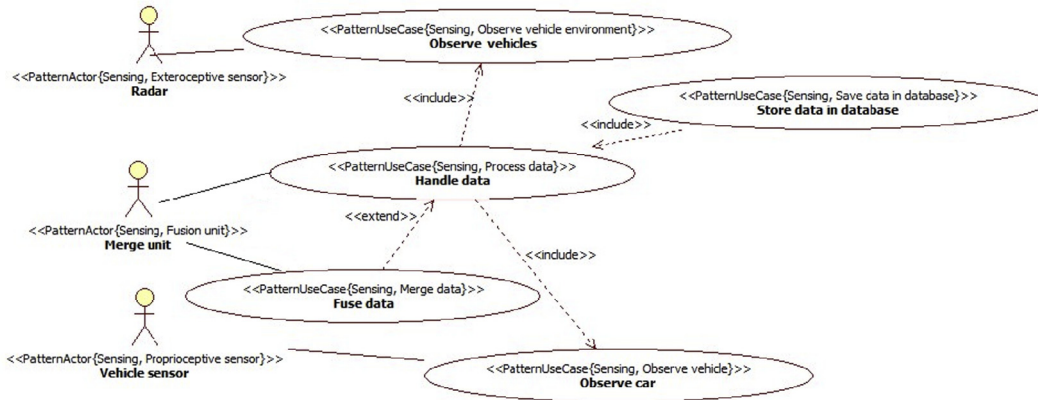 <<PatternUseCase{Sensing, Observe vehicle environment}>>
Observe vehicles
<<PatternActor{Sensing, Exteroceptive sensor}>>
Radar
<<include>>
<<PatternUseCase{Sensing, Save cata in database}>>
Store data in database
<<include>>
<<PatternUseCase{Sensing, Process data}>>
Handle data
<<PatternActor{Sensing, Fusion unit}>>
Merge unit
<<extend>>
<<include>>
<<PatternUseCase{Sensing, Merge data}>>
Fuse data
<<PatternActor{Sensing, Proprioceptive sensor}>>
Vehicle sensor
<<PatternUseCase{Sensing, Observe vehicle}>>
Observe car